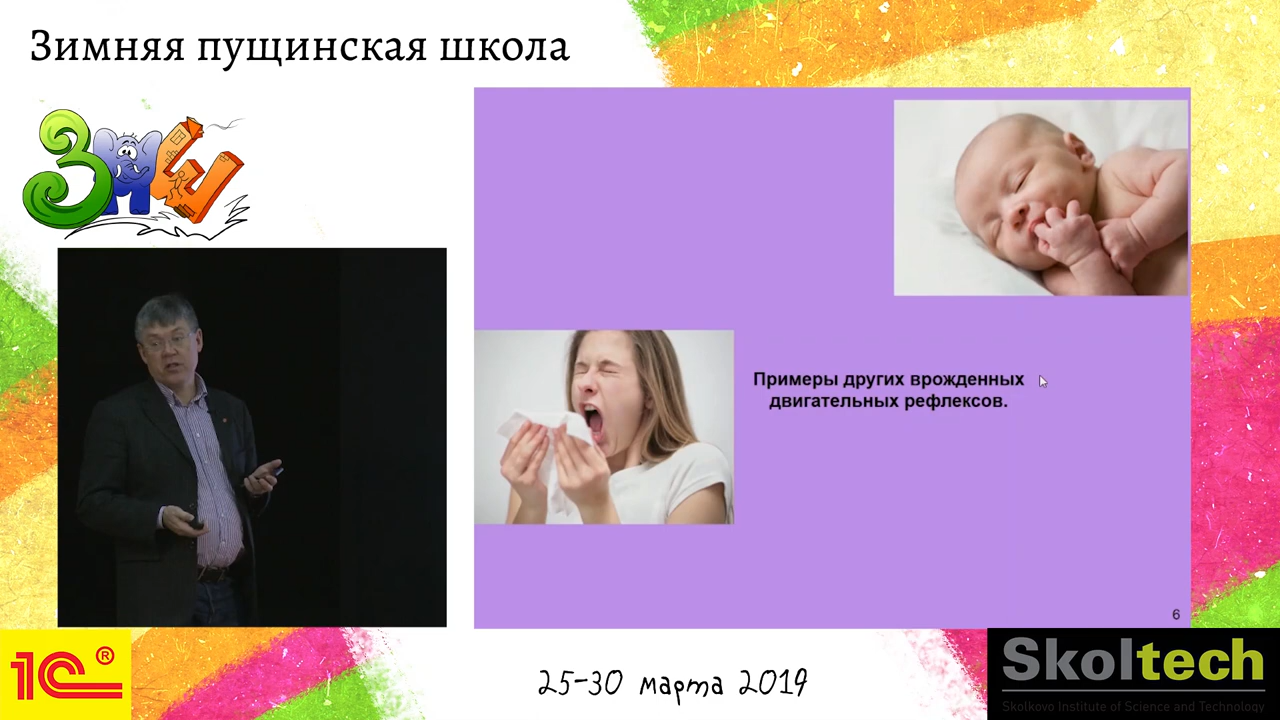 Зимняя пущинская школа
ЗПШ
Примеры других врожденных
двигательных рефлексов.
6
1С®
25-30 марта 2019
Skoltech
Skolkovo Institute of Science and Technology